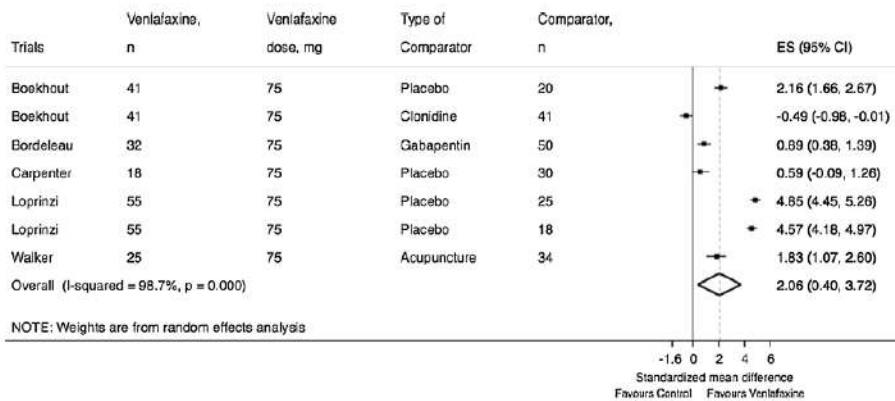 Venlafaxine, Venlafaxine Type of Comparator,
Trials n dose, mg Comparator n ES (95% CI)
Boekhout 41 75 Placebo 20 2.16 (1.66, 2.67)
Boekhout 41 75 Clonidine 41 -0.49 (-0.98, -0.01)
Bordeleau 32 75 Gabapentin 50 0.89 (0.38, 1.39)
Carpenter 18 75 Placebo 30 0.59 (-0.09, 1.26)
Loprinzi 55 75 Placebo 25 4.85 (4.45, 5.26)
Loprinzi 55 75 Placebo 18 4.57 (4.18, 4.97)
Walker 25 75 Acupuncture 34 1.83 (1.07, 2.60)
Overall (I-squared = 98.7%, p = 0.000) 2.06 (0.40, 3.72)
NOTE: Weights are from random effects analysis
-1.6 0 2 4 6
Standardized mean difference
Favours Control Favours Venlafaxine